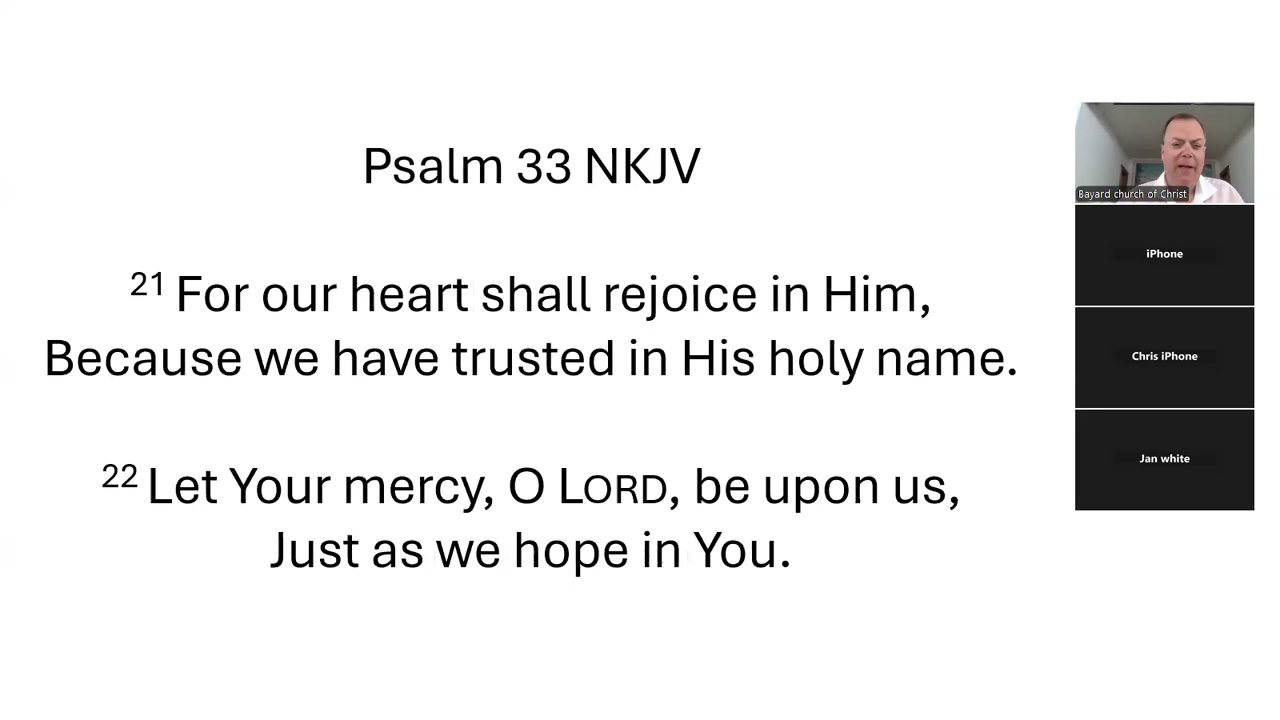 Psalm 33 NKJV
21 For our heart shall rejoice in Him,
Because we have trusted in His holy name.
22 Let Your mercy, O LORD, be upon us,
Just as we hope in You.
Bayard church of Christ
iPhone
Chris iPhone
Jan white